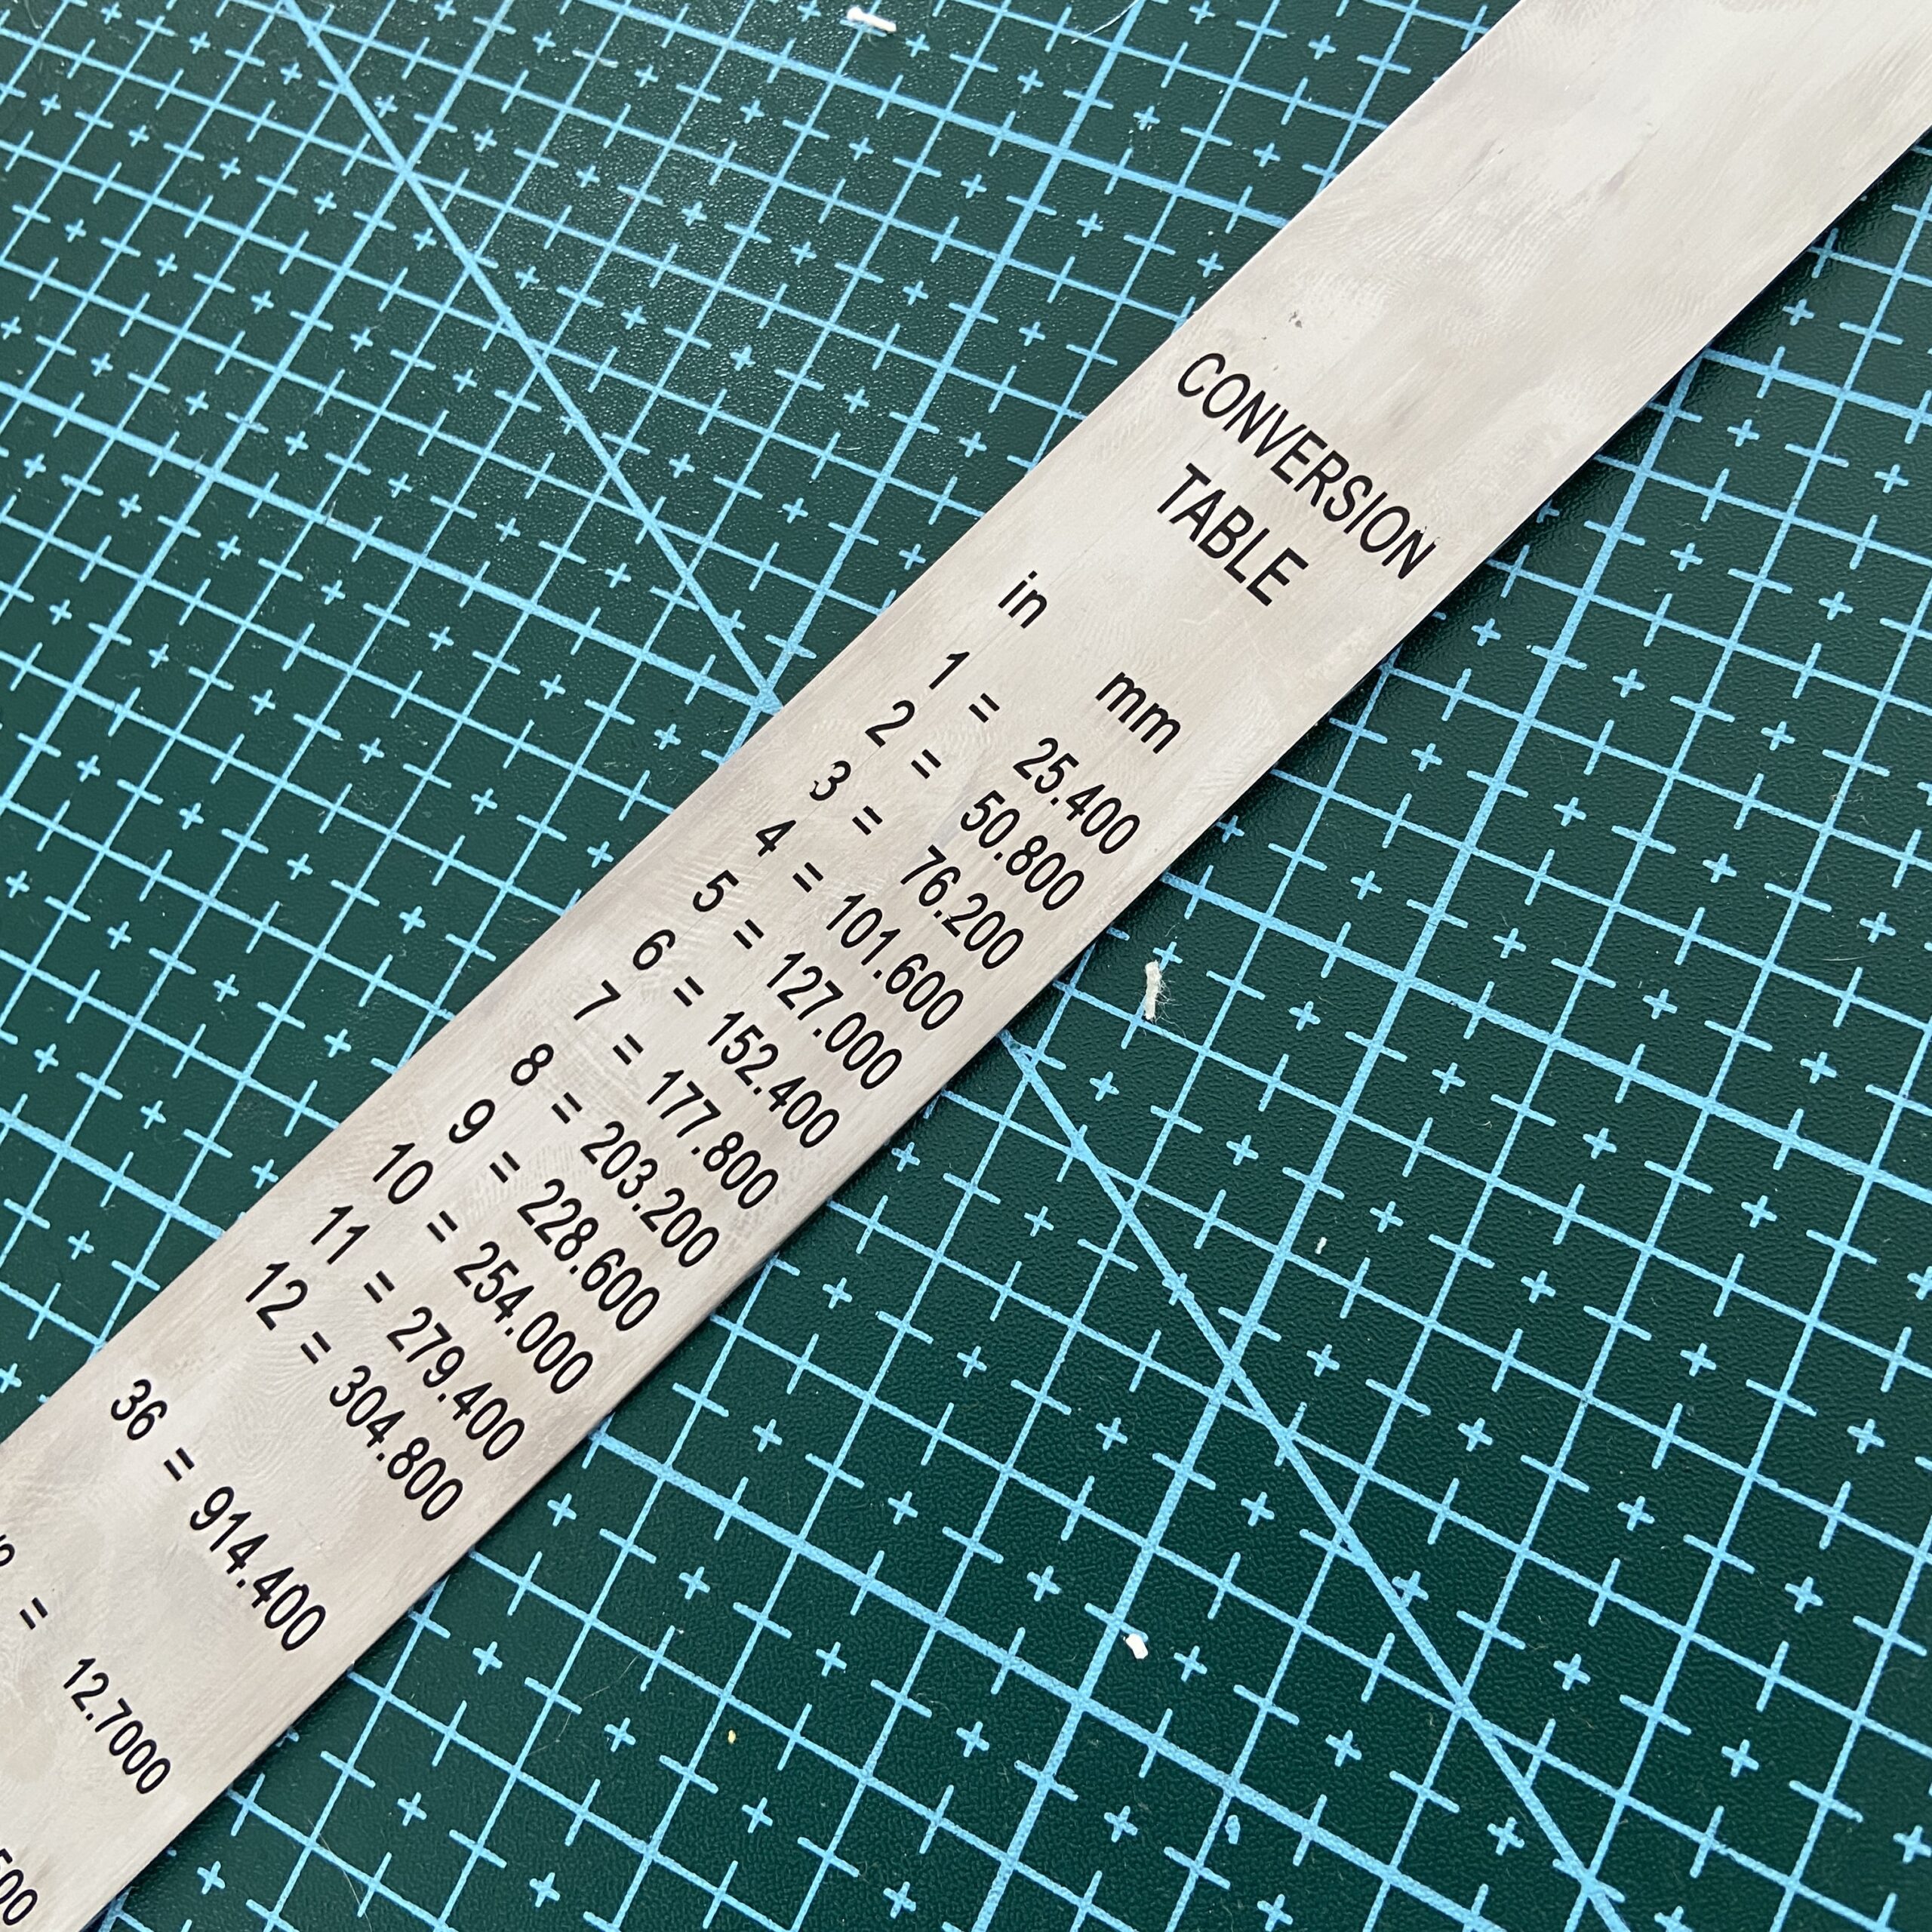 CONVERSION
TABLE
in mm
1 = 25.400
2 = 50.800
3 = 76.200
4 = 101.600
5 = 127.000
6 = 152.400
7 = 177.800
8 = 203.200
9 = 228.600
10 = 254.000
11 = 279.400
12 = 304.800
36 = 914.400
= 12.7000